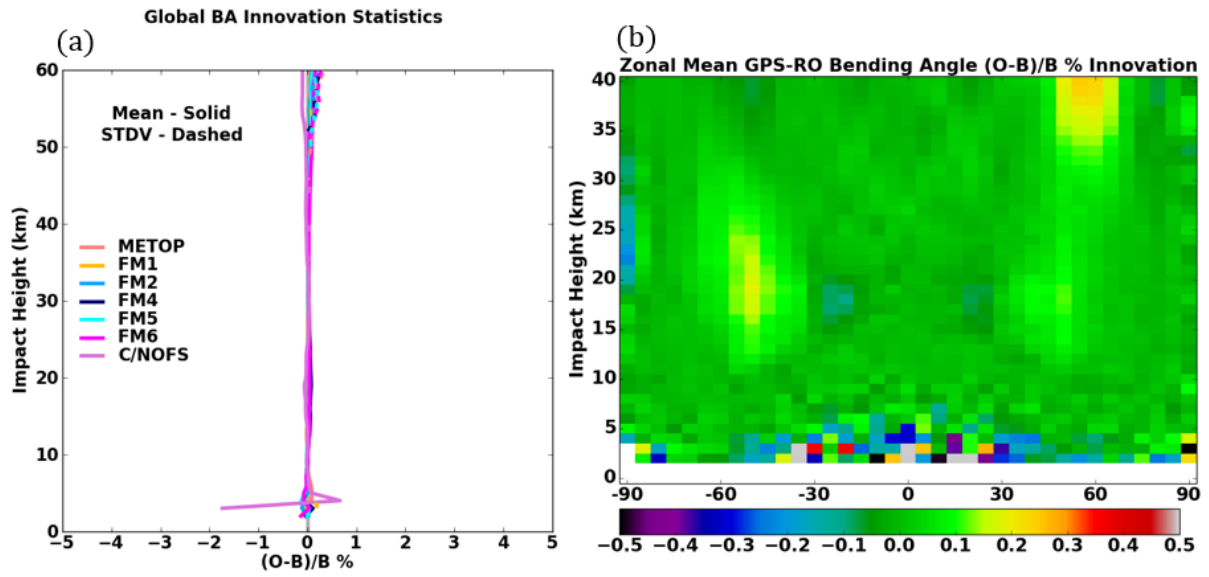 Global BA Innovation Statistics
(a)
60
50
40
30
20
10
0
Impact Height (km)
Mean - Solid
STDV - Dashed
METOP
FM1
FM2
FM4
FM5
FM6
C/NOFS
−5 −4 −3 −2 −1 0 1 2 3 4 5
(O-B)/B %
(b)
Zonal Mean GPS-RO Bending Angle (O-B)/B % Innovation
40
35
30
25
20
15
10
5
0
Impact Height (km)
-90 -60 -30 0 30 60 90
−0.5 −0.4 −0.3 −0.2 −0.1 0.0 0.1 0.2 0.3 0.4 0.5